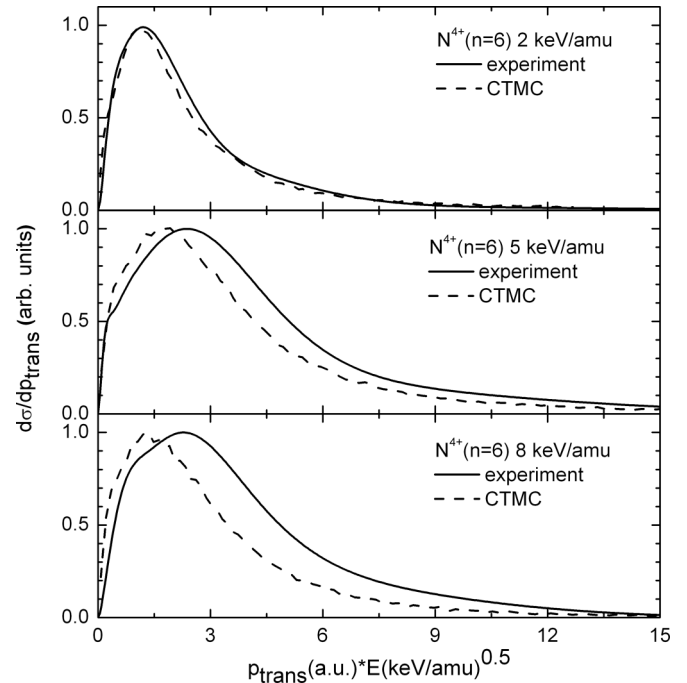 1.0
0.5
0.0
N⁴⁺(n=6) 2 keV/amu
experiment
CTMC
1.0
0.5
0.0
N⁴⁺(n=6) 5 keV/amu
experiment
CTMC
1.0
0.5
0.0
N⁴⁺(n=6) 8 keV/amu
experiment
CTMC
0 3 6 9 12 15
dσ/dp_trans (arb. units)
p_trans(a.u.)*E(keV/amu)^0.5